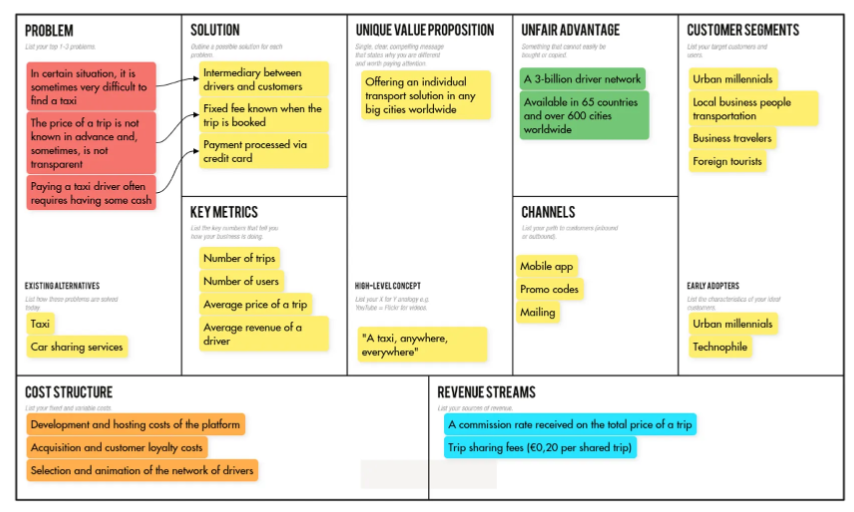 PROBLEM
List your top 1-3 problems.
In certain situation, it is
sometimes very difficult to
find a taxi
The price of a trip is not
known in advance and,
sometimes, is not
transparent
Paying a taxi driver often
requires having some cash
EXISTING ALTERNATIVES
List how these problems are solved
today
Taxi
Car sharing services
SOLUTION
Outline a possible solution for each
problem.
Intermediary between
drivers and customers
Fixed fee known when the
trip is booked
Payment processed via
credit card
KEY METRICS
List the key numbers that tell you
how your business is doing.
Number of trips
Number of users
Average price of a trip
Average revenue of a
driver
UNIQUE VALUE PROPOSITION
Single, clear, compelling message
that states why you are different
and worth paying attention
Offering an individual
transport solution in any
big cities worldwide
HIGH-LEVEL CONCEPT
List your X for Y analogy e.g.
YouTube = Flickr for videos.
"A taxi, anywhere,
everywhere"
UNFAIR ADVANTAGE
Something that cannot easily be
bought or copied.
A 3-billion driver network
Available in 65 countries
and over 600 cities
worldwide
CHANNELS
List your path to customers (inbound
or outbound).
Mobile app
Promo codes
Mailing
CUSTOMER SEGMENTS
List your target customers and
users.
Urban millennials
Local business people
transportation
Business travelers
Foreign tourists
EARLY ADOPTERS
List the characteristics of your ideal
customers.
Urban millennials
Technophile
COST STRUCTURE
List your fixed and variable costs.
Development and hosting costs of the platform
Acquisition and customer loyalty costs
Selection and animation of the network of drivers
REVENUE STREAMS
List your sources of revenue.
A commission rate received on the total price of a trip
Trip sharing fees (€0,20 per shared trip)